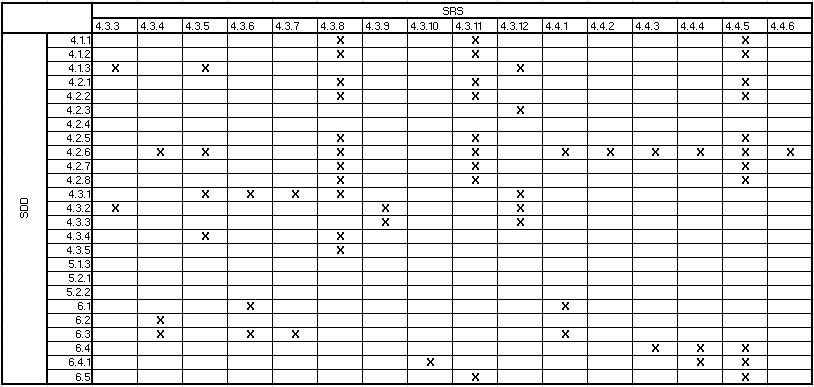 SRS
4.3.3 4.3.4 4.3.5 4.3.6 4.3.7 4.3.8 4.3.9 4.3.10 4.3.11 4.3.12 4.4.1 4.4.2 4.4.3 4.4.4 4.4.5 4.4.6
SDD
4.1.1 X X X
4.1.2 X X X
4.1.3 X X X
4.2.1 X X X
4.2.2 X X X
4.2.3 X
4.2.4
4.2.5 X X X
4.2.6 X X X X X X X X X X
4.2.7 X X X
4.2.8 X X X
4.3.1 X X X X X
4.3.2 X X X
4.3.3 X X
4.3.4 X X
4.3.5 X
5.1.3
5.2.1
5.2.2
6.1 X X
6.2 X
6.3 X X X X
6.4 X X X
6.4.1 X X X
6.5 X X